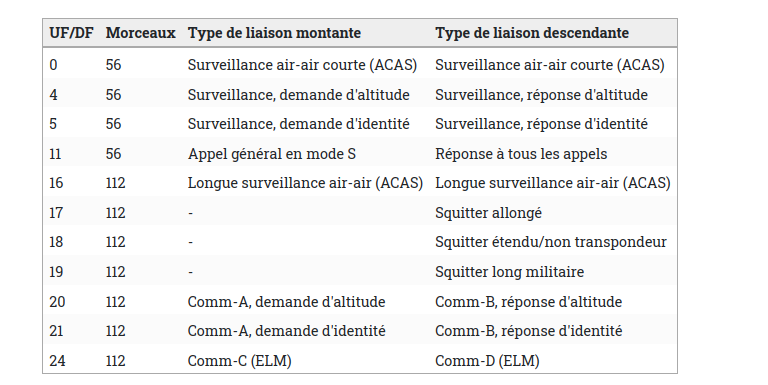 UF/DF Morceaux Type de liaison montante Type de liaison descendante
0 56 Surveillance air-air courte (ACAS) Surveillance air-air courte (ACAS)
4 56 Surveillance, demande d'altitude Surveillance, réponse d'altitude
5 56 Surveillance, demande d'identité Surveillance, réponse d'identité
11 56 Appel général en mode S Réponse à tous les appels
16 112 Longue surveillance air-air (ACAS) Longue surveillance air-air (ACAS)
17 112 - Squitter allongé
18 112 - Squitter étendu/non transpondeur
19 112 - Squitter long militaire
20 112 Comm-A, demande d'altitude Comm-B, réponse d'altitude
21 112 Comm-A, demande d'identité Comm-B, réponse d'identité
24 112 Comm-C (ELM) Comm-D (ELM)